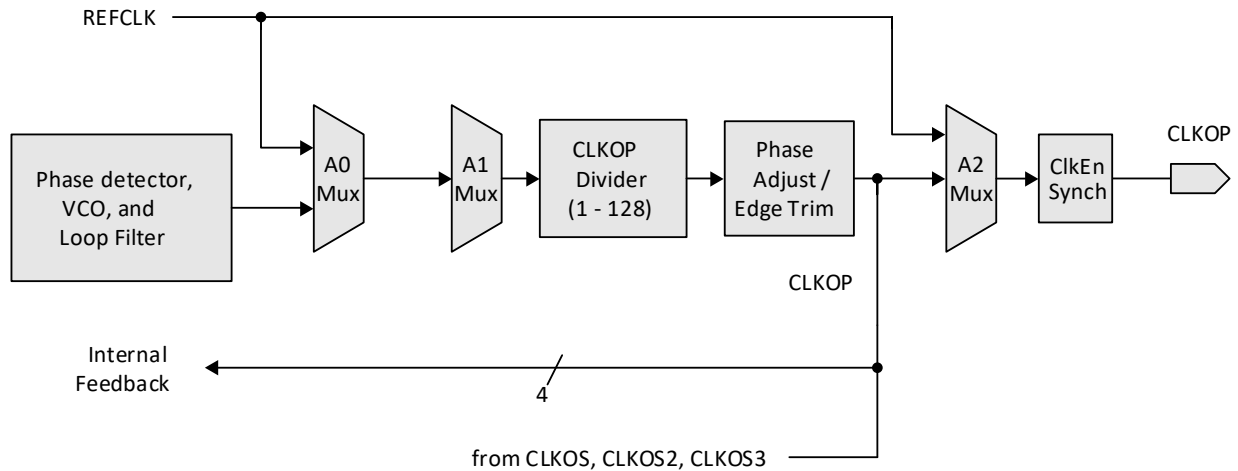 REFCLK
CLKOP
Phase detector,
VCO, and
Loop Filter
A0
Mux
A1
Mux
CLKOP
Divider
(1 - 128)
Phase
Adjust /
Edge Trim
A2
Mux
ClkEn
Synch
CLKOP
Internal
Feedback
4
from CLKOS, CLKOS2, CLKOS3